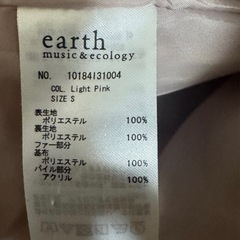 earth
music&ecology
NO. 10184131004
COL. Light Pink
SIZE S
表生地
ポリエステル 100%
裏生地
ポリエステル 100%
ファー部分
基布
ポリエステル 100%
パイル部分
アクリル 100%